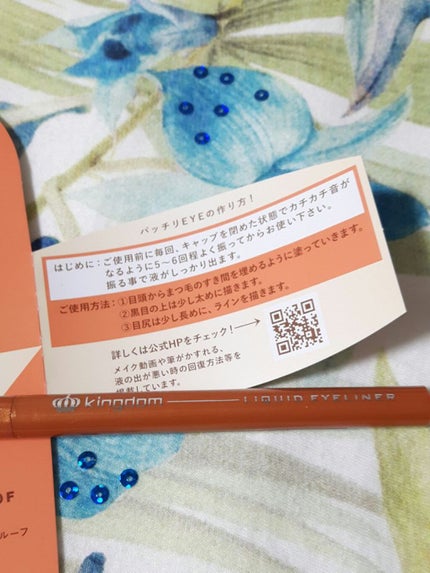 パッチリEYEの作り方！
はじめに：ご使用前に毎回、キャップを閉めた状態でカチカチ音が
なるように5〜6回程よく振ってからお使い下さい。
振る事で液がしっかり出ます。
ご使用方法：①目頭からまつ毛のすき間を埋めるように塗っていきます。
②黒目の上は少し太めに描きます。
③目尻は少し長めに、ラインを描きます。
詳しくは公式HPをチェック！
メイク動画や筆がかすれる、
液の出が悪い時の回復方法等を
掲載しています。
Kingdom LIQUID EYELINER
OF
ルーフ